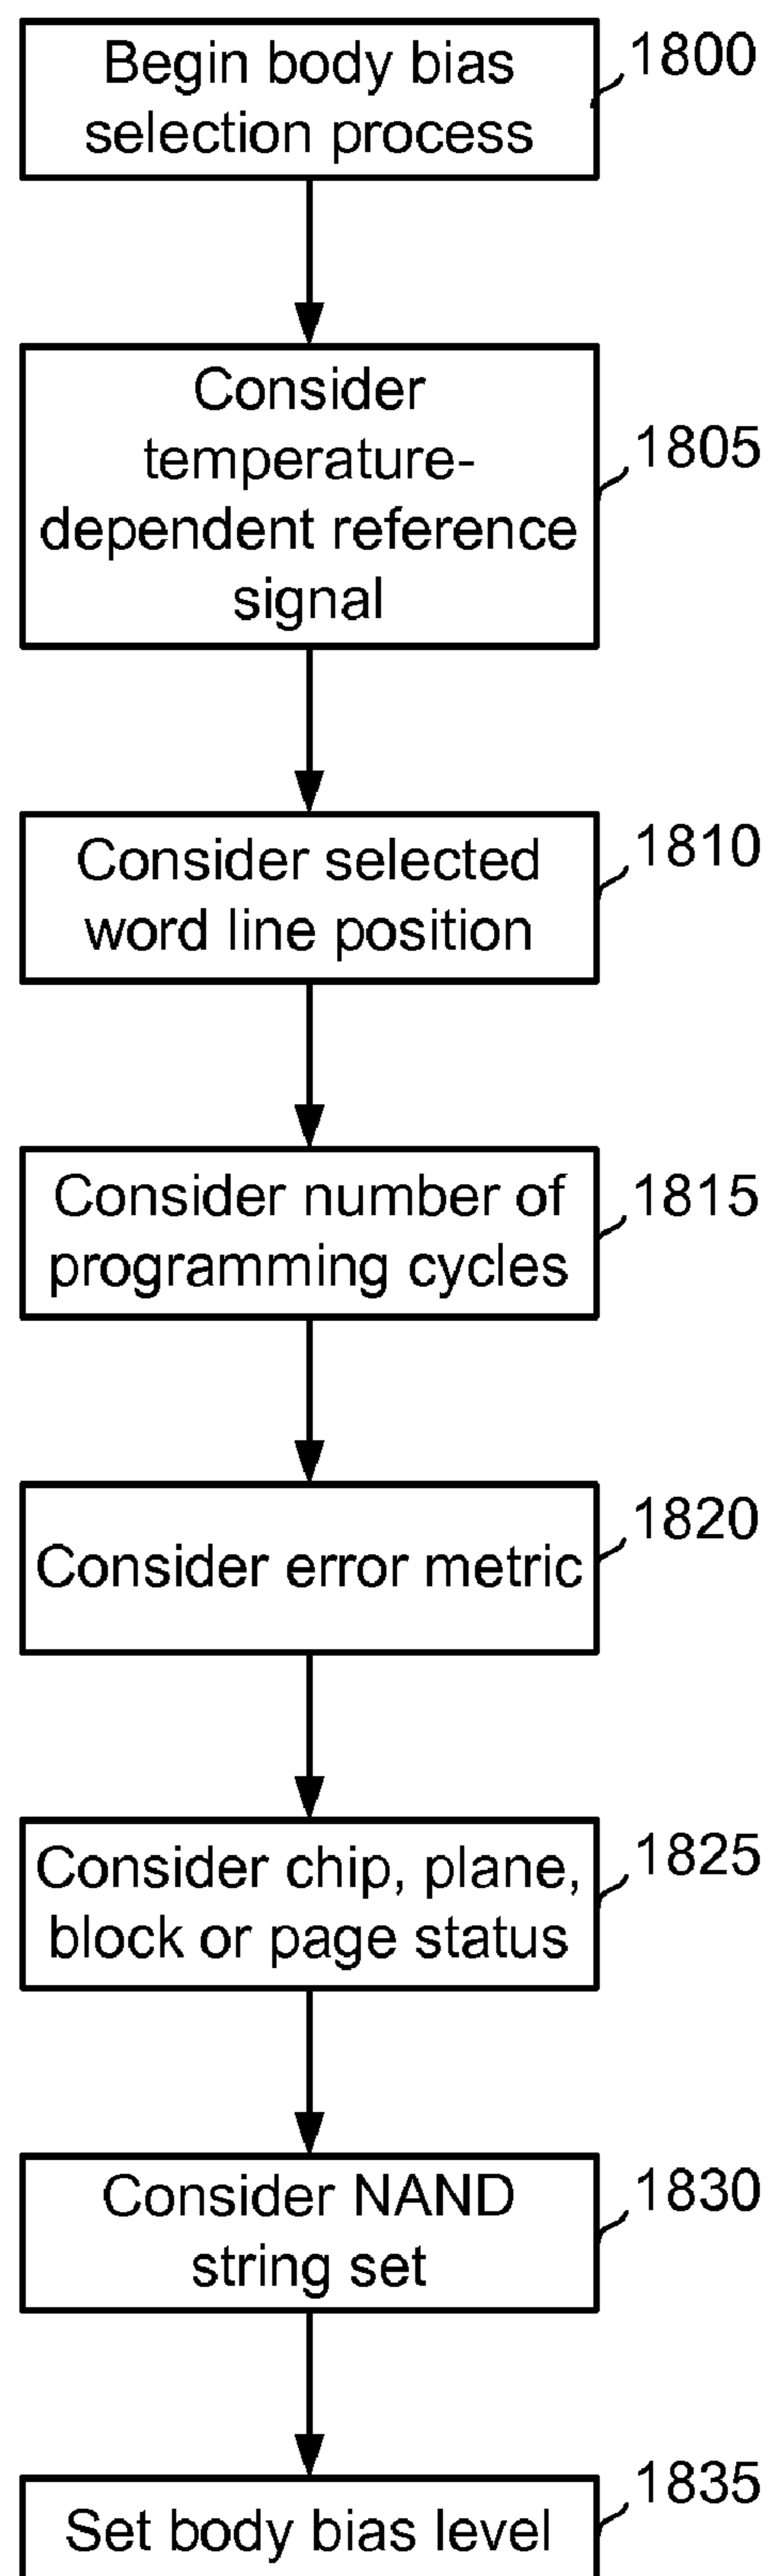 Begin body bias
selection process
1800
Consider
temperature-
dependent reference
signal
1805
Consider selected
word line position
1810
Consider number of
programming cycles
1815
Consider error metric
1820
Consider chip, plane,
block or page status
1825
Consider NAND
string set
1830
Set body bias level
1835